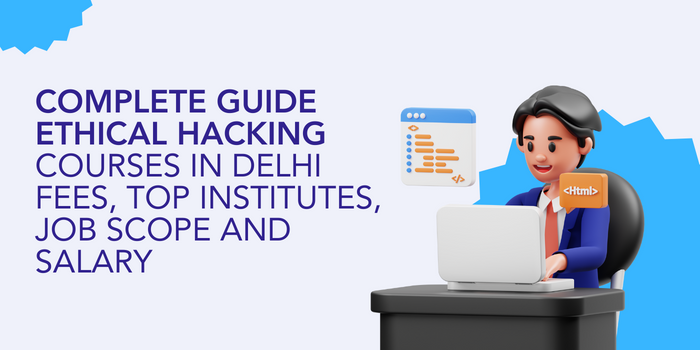 COMPLETE GUIDE
ETHICAL HACKING
COURSES IN DELHI
FEES, TOP INSTITUTES,
JOB SCOPE AND
SALARY
</>
<Html>